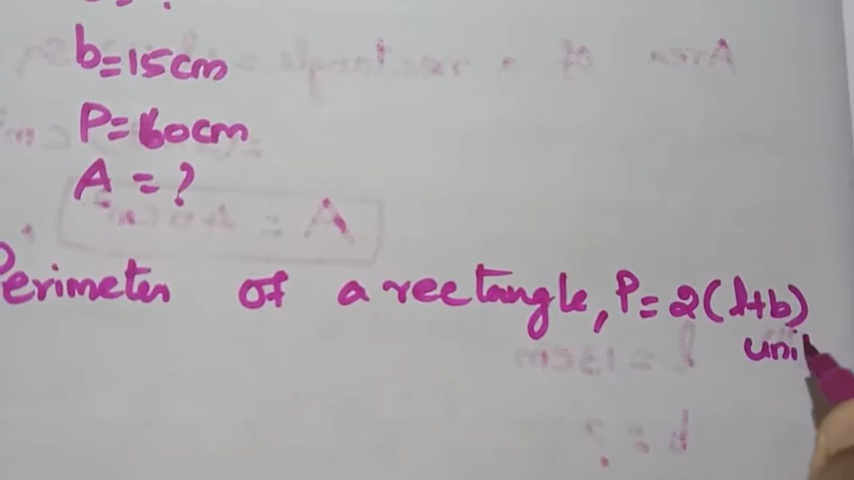 b=15cm
P=60cm
A=?
Perimeter of a rectangle, P=2(l+b)
uni